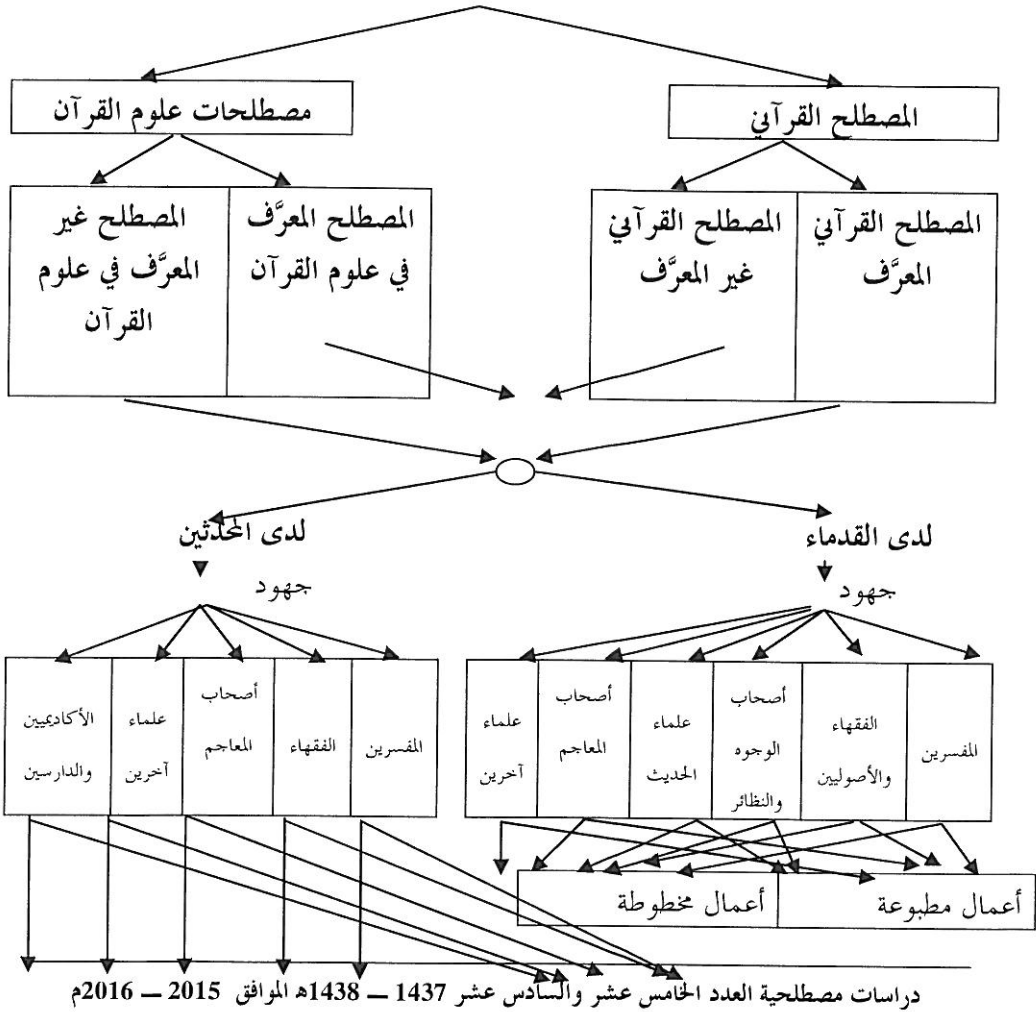 المصطلح القرآني
مصطلحات علوم القرآن
المصطلح القرآني
المعرَّف
المصطلح القرآني
غير المعرَّف
المصطلح المعرَّف
في علوم القرآن
المصطلح غير
المعرَّف في علوم
القرآن
لدى القدماء
لدى المحدثين
جهود
جهود
المفسرين
الفقهاء
والأصوليين
أصحاب
الوجوه
والنظائر
علماء
الحديث
أصحاب
المعاجم
علماء
آخرين
المفسرين
الفقهاء
أصحاب
المعاجم
علماء
آخرين
الأكاديميين
والدارسين
أعمال مطبوعة
أعمال مخطوطة
دراسات مصطلحية العدد الخامس عشر والسادس عشر 1437 – 1438ه الموافق 2015 – 2016م